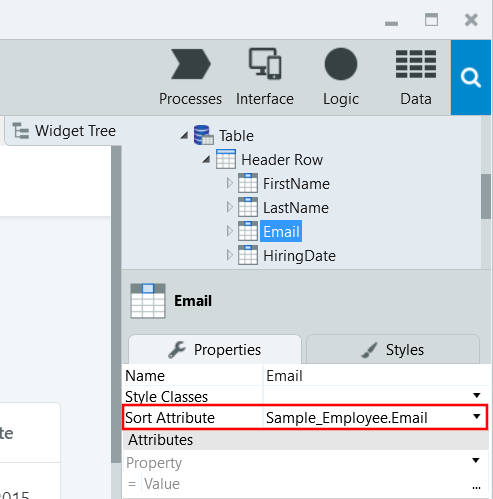 Processes Interface Logic Data
Widget Tree
Table
Header Row
FirstName
LastName
Email
HiringDate
Email
Properties Styles
Name Email
Style Classes
te
Sort Attribute Sample_Employee.Email
Attributes
Property
= Value ...
2015